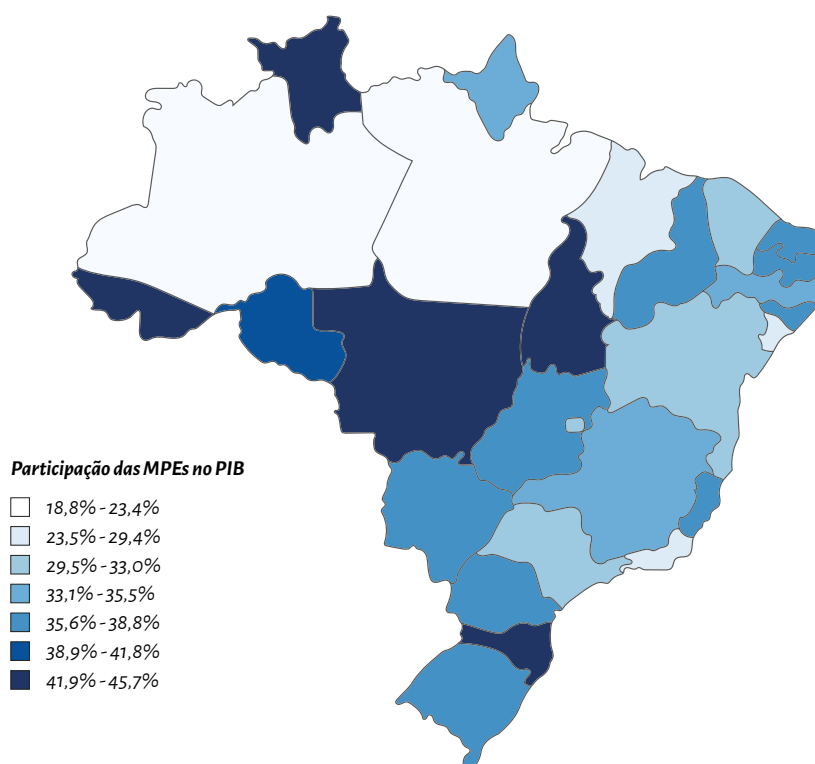 Participação das MPEs no PIB
18,8% - 23,4%
23,5% - 29,4%
29,5% - 33,0%
33,1% - 35,5%
35,6% - 38,8%
38,9% - 41,8%
41,9% - 45,7%